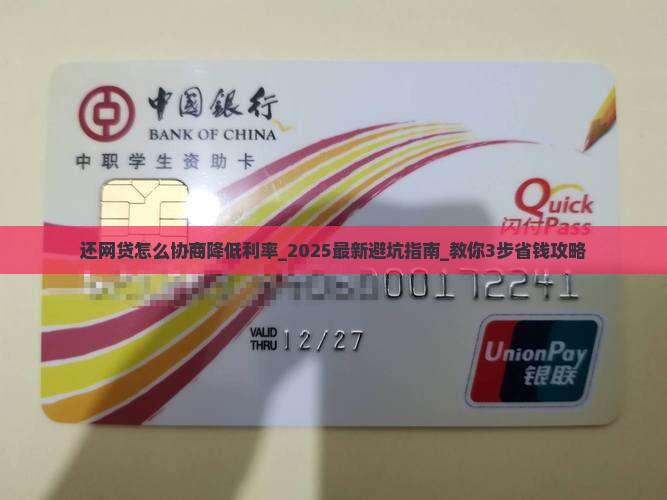 中国銀行
BANK OF CHINA
中职学生资助卡
Quick
闪付Pass
还网贷怎么协商降低利率_2025最新避坑指南_教你3步省钱攻略
00172241
VALID
THRU 12/27
UnionPay
银联